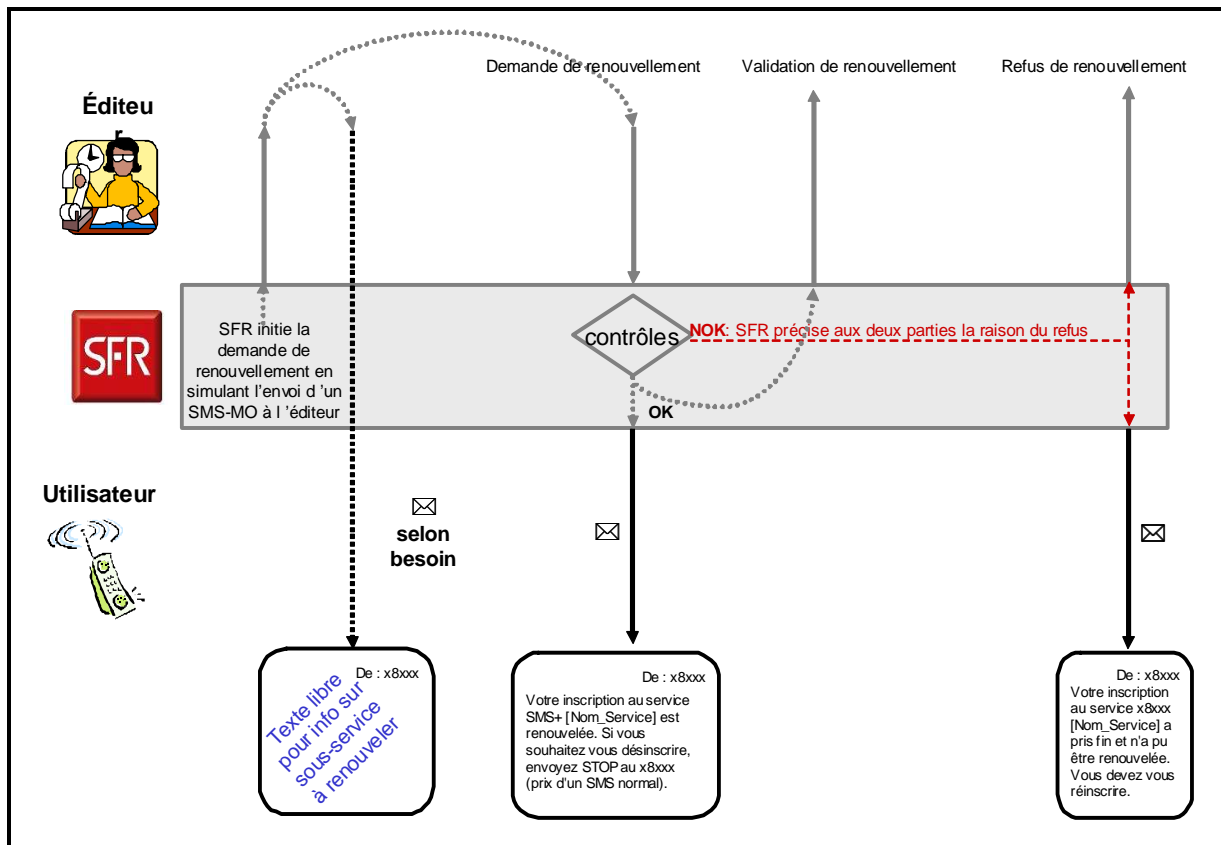 Demande de renouvellement
Validation de renouvellement
Refus de renouvellement
Éditeu
r
SFR
SFR initie la
demande de
renouvellement en
simulant l'envoi d 'un
SMS-MO à l 'éditeur
contrôles
NOK: SFR précise aux deux parties la raison du refus
OK
Utilisateur
selon
besoin
De : x8xxx
Texte libre
pour info sur
sous-service
à renouveler
De : x8xxx
Votre inscription au service
SMS+ [Nom_Service] est
renouvelée. Si vous
souhaitez vous désinscrire,
envoyez STOP au x8xxx
(prix d'un SMS normal).
De : x8xxx
Votre inscription
au service x8xxx
[Nom_Service] a
pris fin et n'a pu
être renouvelée.
Vous devez vous
réinscrire.